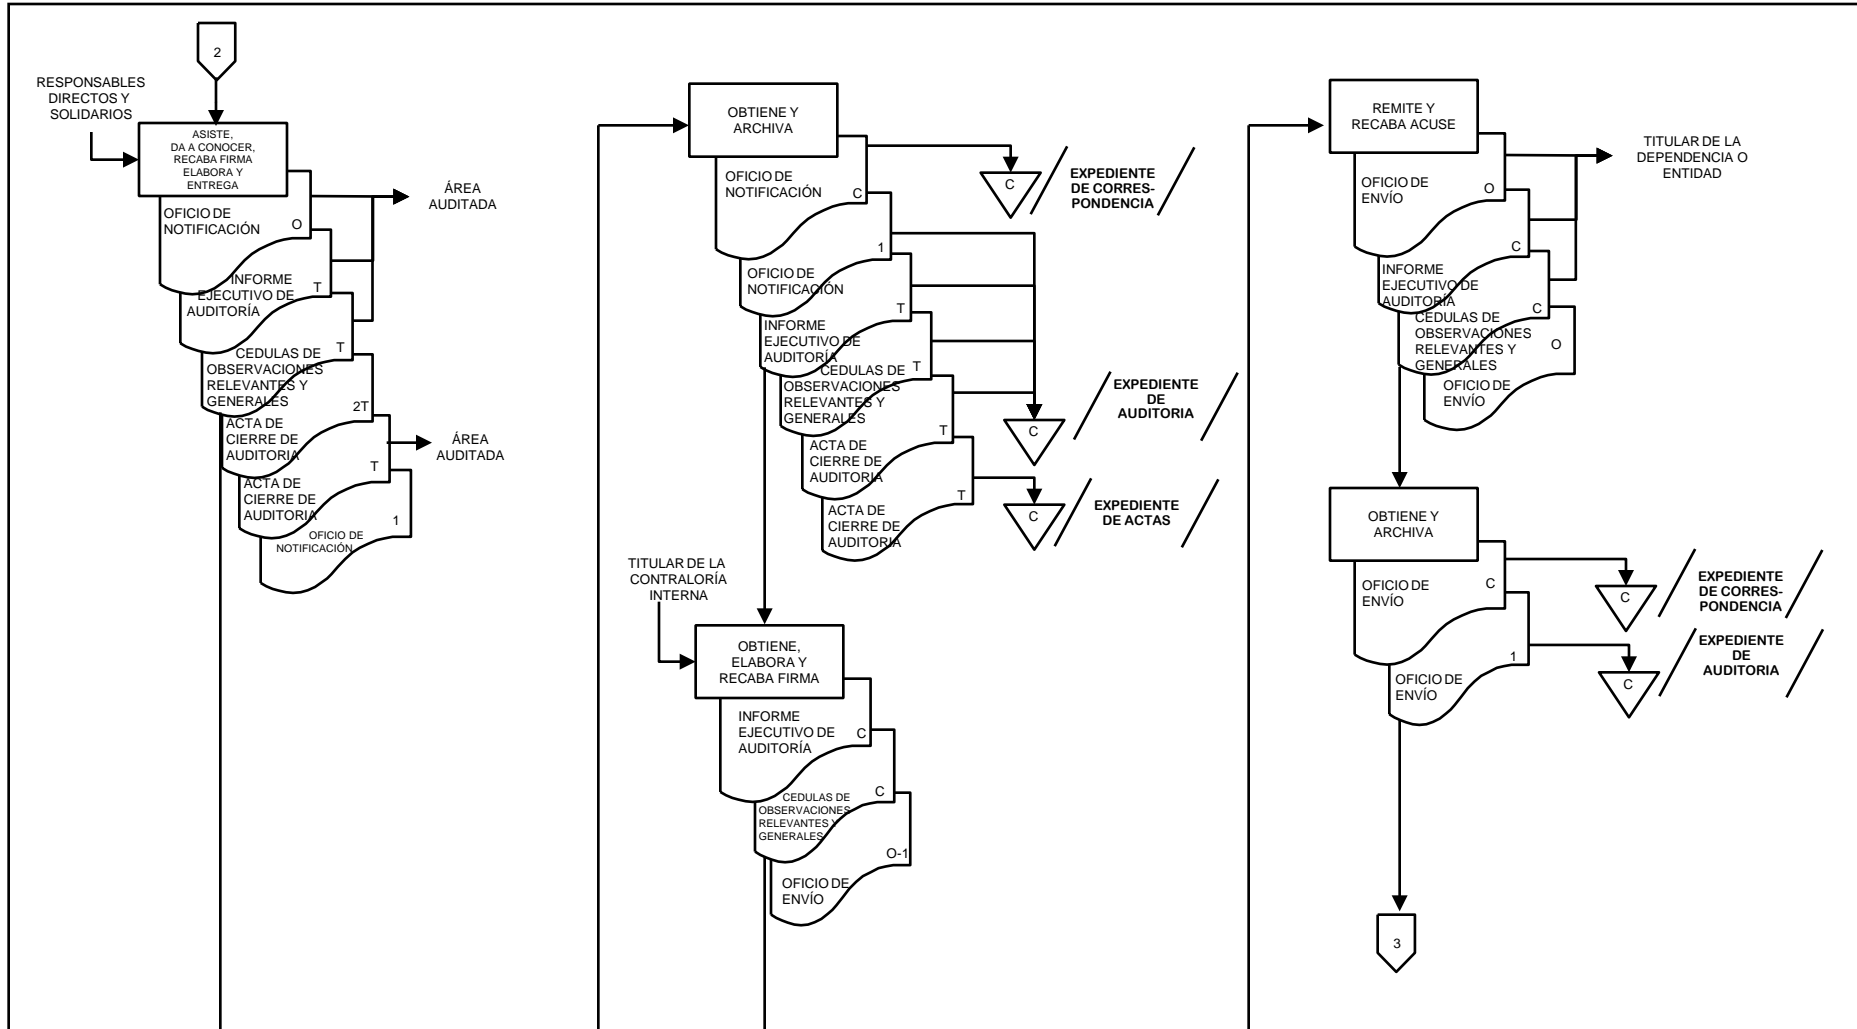 2
RESPONSABLES
DIRECTOS Y
SOLIDARIOS
ASISTE,
DA A CONOCER,
RECABA FIRMA
ELABORA Y
ENTREGA
OFICIO DE
NOTIFICACIÓN
O
ÁREA
AUDITADA
INFORME
EJECUTIVO DE
AUDITORÍA
T
CEDULAS DE
OBSERVACIONES
RELEVANTES Y
GENERALES
T
ACTA DE
CIERRE DE
AUDITORIA
2T
ÁREA
AUDITADA
ACTA DE
CIERRE DE
AUDITORIA
T
OFICIO DE
NOTIFICACIÓN
1
OBTIENE Y
ARCHIVA
OFICIO DE
NOTIFICACIÓN
C
C
EXPEDIENTE
DE CORRES-
PONDENCIA
OFICIO DE
NOTIFICACIÓN
1
INFORME
EJECUTIVO DE
AUDITORÍA
T
CEDULAS DE
OBSERVACIONES
RELEVANTES Y
GENERALES
T
C
EXPEDIENTE
DE
AUDITORIA
ACTA DE
CIERRE DE
AUDITORIA
T
ACTA DE
CIERRE DE
AUDITORIA
T
C
EXPEDIENTE
DE ACTAS
TITULAR DE LA
CONTRALORÍA
INTERNA
OBTIENE,
ELABORA Y
RECABA FIRMA
INFORME
EJECUTIVO DE
AUDITORÍA
C
CEDULAS DE
OBSERVACIONES
RELEVANTES Y
GENERALES
C
OFICIO DE
ENVÍO
O-1
REMITE Y
RECABA ACUSE
TITULAR DE LA
DEPENDENCIA O
ENTIDAD
OFICIO DE
ENVÍO
O
INFORME
EJECUTIVO DE
AUDITORÍA
C
CEDULAS DE
OBSERVACIONES
RELEVANTES Y
GENERALES
C
OFICIO DE
ENVÍO
O
OBTIENE Y
ARCHIVA
OFICIO DE
ENVÍO
C
C
EXPEDIENTE
DE CORRES-
PONDENCIA
OFICIO DE
ENVÍO
1
C
EXPEDIENTE
DE
AUDITORIA
3